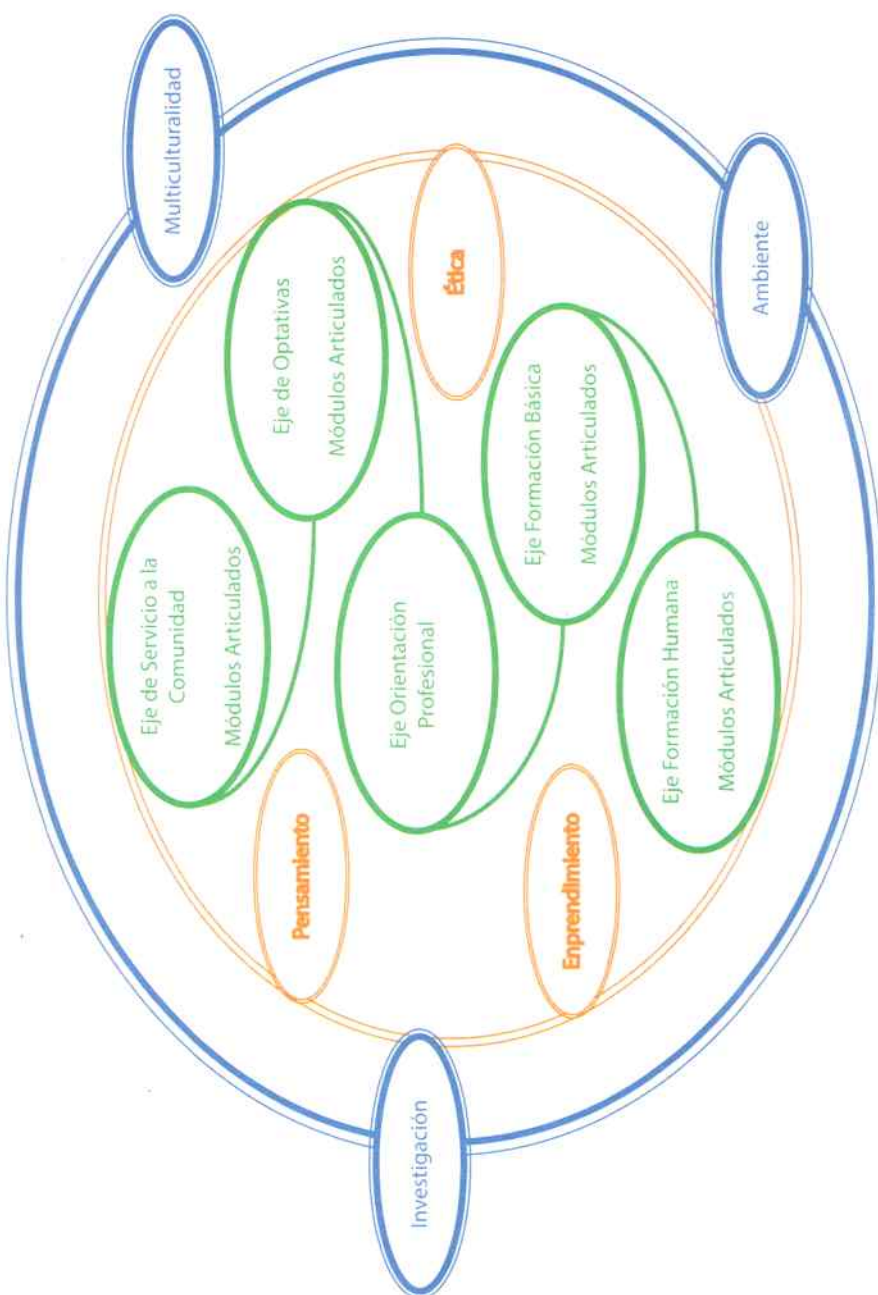 Multiculturalidad
Eje de Optativas
Módulos Articulados
Eje de Servicio a la
Comunidad
Módulos Articulados
Ética
Eje Orientación
Profesional
Pensamiento
Eje Formación Básica
Módulos Articulados
Ambiente
Eje Formación Humana
Módulos Articulados
Enprendimiento
Investigación